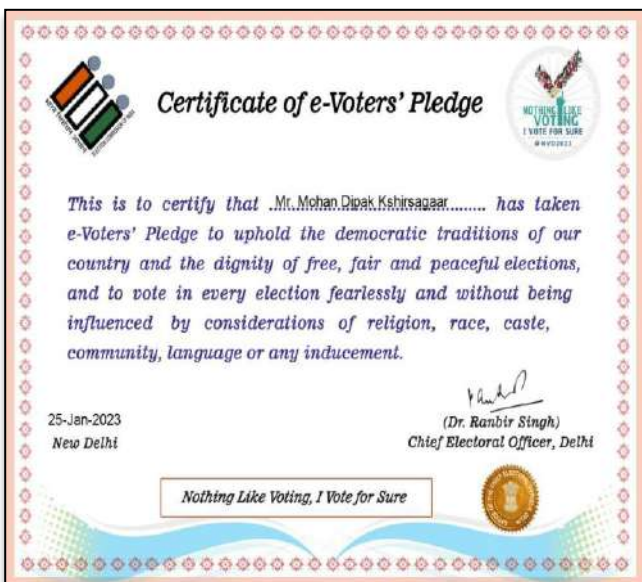 Certificate of e-Voters' Pledge
NOTHING LIKE
VOTING
I VOTE FOR SURE
#NVD2023
This is to certify that ..Mr. Mohan Dipak Kshirsagaar....... has taken
e-Voters' Pledge to uphold the democratic traditions of our
country and the dignity of free, fair and peaceful elections,
and to vote in every election fearlessly and without being
influenced by considerations of religion, race, caste,
community, language or any inducement.
25-Jan-2023
New Delhi
(Dr. Ranbir Singh)
Chief Electoral Officer, Delhi
Nothing Like Voting, I Vote for Sure